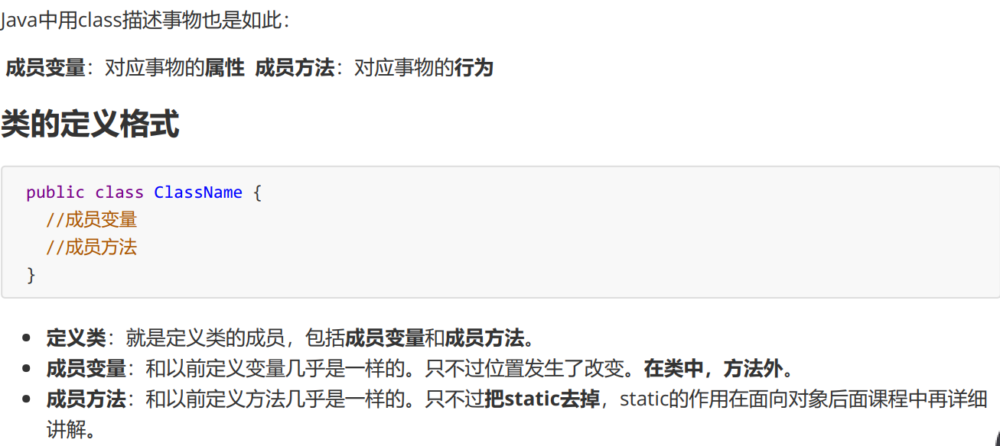 Java中用class描述事物也是如此：
成员变量：对应事物的属性 成员方法：对应事物的行为
类的定义格式
public class ClassName {
//成员变量
//成员方法
}
定义类：就是定义类的成员，包括成员变量和成员方法。
成员变量：和以前定义变量几乎是一样的。只不过位置发生了改变。在类中，方法外。
成员方法：和以前定义方法几乎是一样的。只不过把static去掉，static的作用在面向对象后面课程中再详细
讲解。